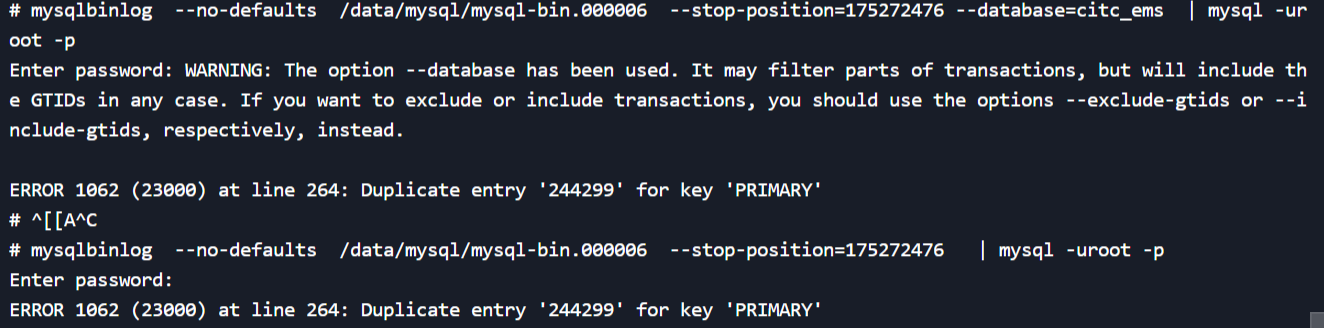 # mysqlbinlog  --no-defaults  /data/mysql/mysql-bin.000006  --stop-position=175272476 --database=citc_ems  | mysql -ur
oot -p
Enter password: WARNING: The option --database has been used. It may filter parts of transactions, but will include th
e GTIDs in any case. If you want to exclude or include transactions, you should use the options --exclude-gtids or --i
nclude-gtids, respectively, instead.
ERROR 1062 (23000) at line 264: Duplicate entry '244299' for key 'PRIMARY'
# ^[[A^C
# mysqlbinlog  --no-defaults  /data/mysql/mysql-bin.000006  --stop-position=175272476   | mysql -uroot -p
Enter password:
ERROR 1062 (23000) at line 264: Duplicate entry '244299' for key 'PRIMARY'